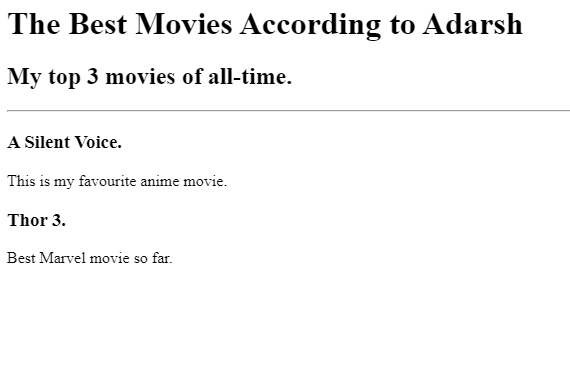 The Best Movies According to Adarsh
My top 3 movies of all-time.
A Silent Voice.
This is my favourite anime movie.
Thor 3.
Best Marvel movie so far.